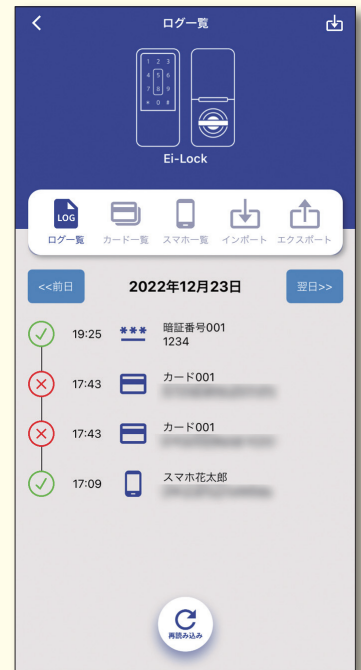 ログ一覧
1 2 3
4 5 6
7 8 9
* 0 #
Ei-Lock
LOG
ログ一覧 カード一覧 スマホ一覧 インポート エクスポート
<<前日 2022年12月23日 翌日>>
19:25 *** 暗証番号001
1234
17:43 カード001
17:43 カード001
17:09 スマホ花太郎
再読み込み